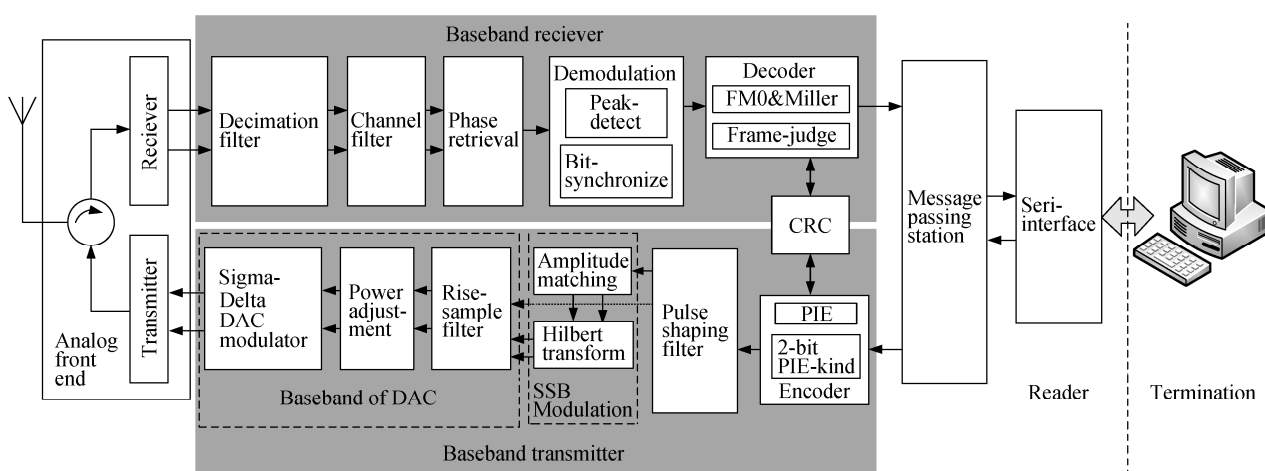 Baseband reciever
Reciever
Decimation
filter
Channel
filter
Phase
retrieval
Demodulation
Peak-
detect
Bit-
synchronize
Decoder
FM0&Miller
Frame-judge
CRC
Message
passing
station
Seri-
interface
Analog
front
end
Transmitter
Sigma-
Delta
DAC
modulator
Power
adjust-
ment
Rise-
sample
filter
Baseband of DAC
Amplitude
matching
Hilbert
transform
SSB
Modulation
Pulse
shaping
filter
PIE
2-bit
PIE-kind
Encoder
Baseband transmitter
Reader
Termination